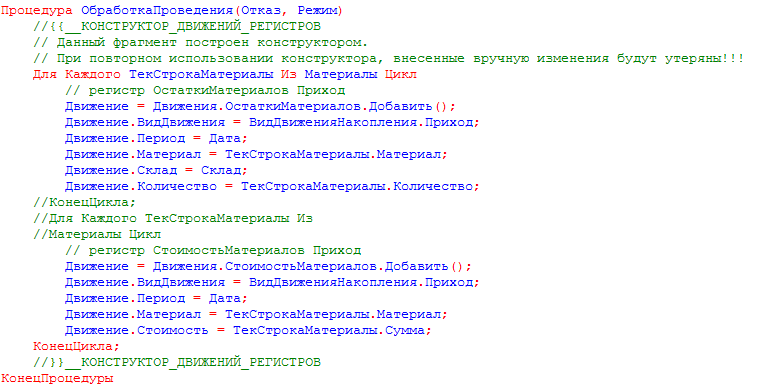 Процедура ОбработкаПроведения(Отказ, Режим)
//{{__КОНСТРУКТОР_ДВИЖЕНИЙ_РЕГИСТРОВ
// Данный фрагмент построен конструктором.
// При повторном использовании конструктора, внесенные вручную изменения будут утеряны!!!
Для Каждого ТекСтрокаМатериалы Из Материалы Цикл
// регистр ОстаткиМатериалов Приход
Движение = Движения.ОстаткиМатериалов.Добавить();
Движение.ВидДвижения = ВидДвиженияНакопления.Приход;
Движение.Период = Дата;
Движение.Материал = ТекСтрокаМатериалы.Материал;
Движение.Склад = Склад;
Движение.Количество = ТекСтрокаМатериалы.Количество;
//КонецЦикла;
//Для Каждого ТекСтрокаМатериалы Из
//Материалы Цикл
// регистр СтоимостьМатериалов Приход
Движение = Движения.СтоимостьМатериалов.Добавить();
Движение.ВидДвижения = ВидДвиженияНакопления.Приход;
Движение.Период = Дата;
Движение.Материал = ТекСтрокаМатериалы.Материал;
Движение.Стоимость = ТекСтрокаМатериалы.Сумма;
КонецЦикла;
//}}__КОНСТРУКТОР_ДВИЖЕНИЙ_РЕГИСТРОВ
КонецПроцедуры